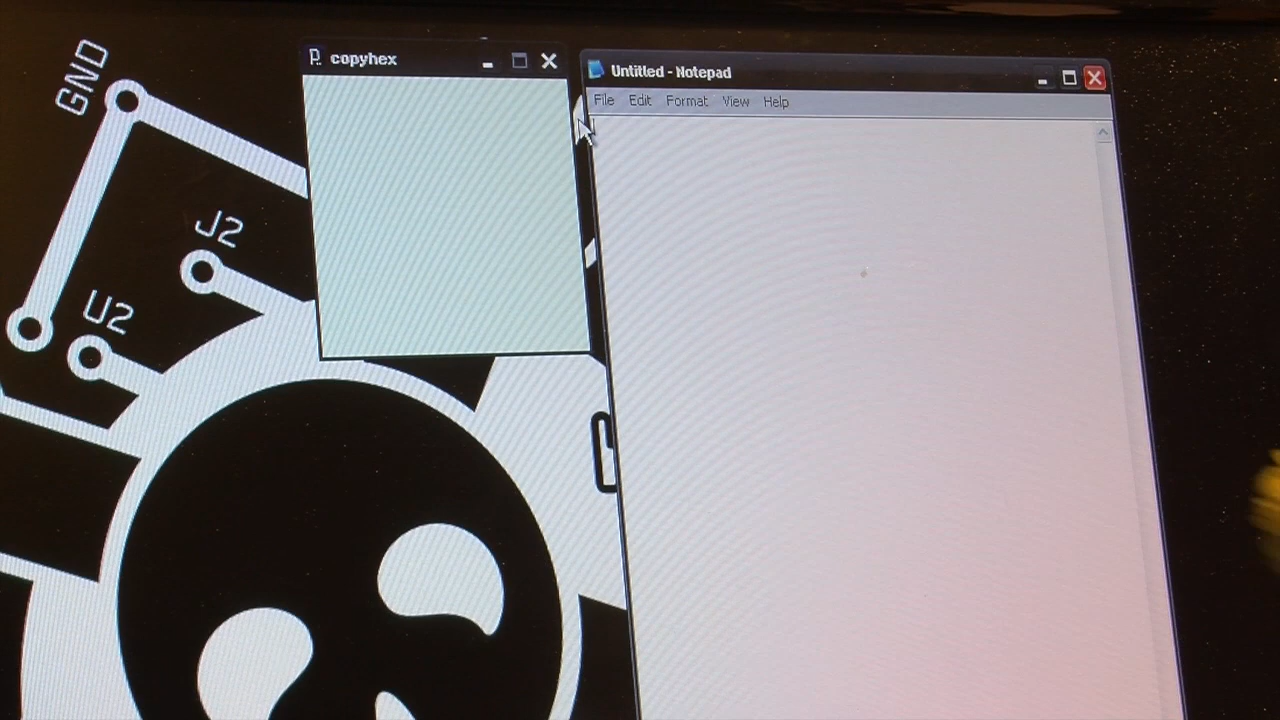 GND
copyhex
Untitled - Notepad
File Edit Format View Help
J2
U2